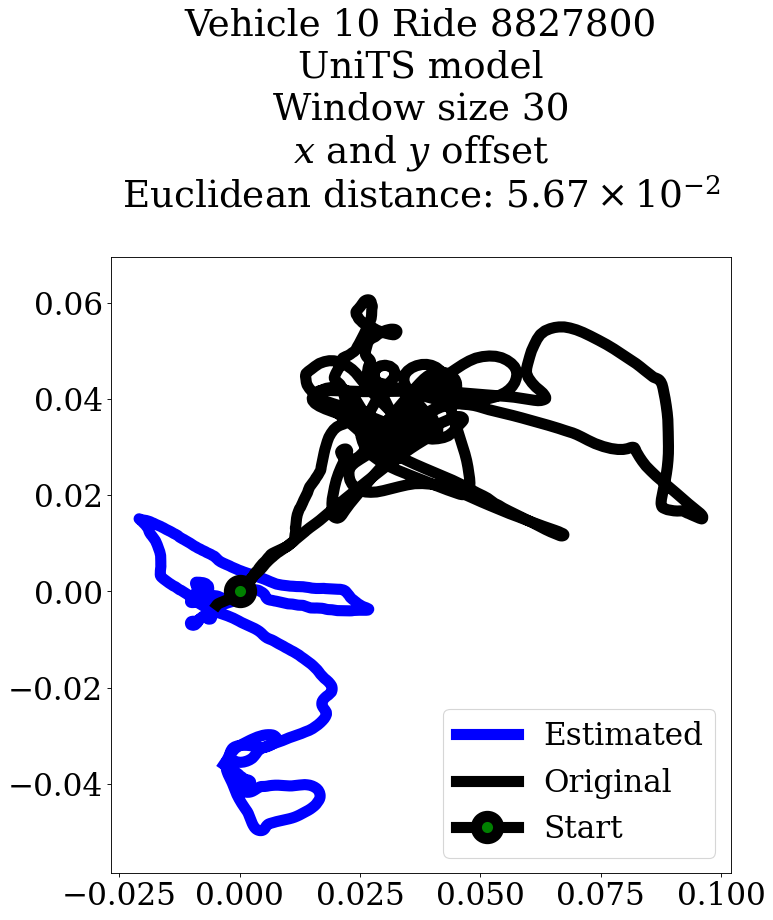 Vehicle 10 Ride 8827800
UniTS model
Window size 30
x and y offset
Euclidean distance: 5.67 × 10⁻²
0.06
0.04
0.02
0.00
−0.02
−0.04
Estimated
Original
Start
−0.025 0.000 0.025 0.050 0.075 0.100